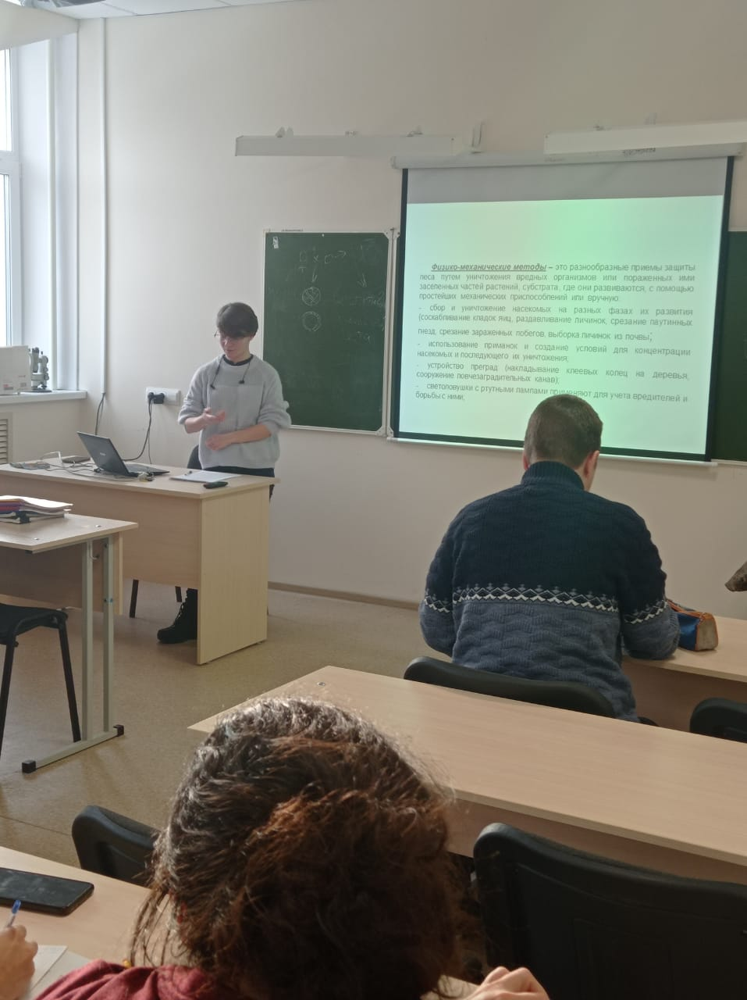 Физико-механические методы – это разнообразные приемы защиты
леса путем уничтожения вредных организмов или пораженных ими
заселенных частей растений, субстрата, где они развиваются, с помощью
простейших механических приспособлений или вручную:
- сбор и уничтожение насекомых на разных фазах их развития
(соскабливание кладок яиц, раздавливание личинок, срезание паутинных
гнезд, срезание зараженных побегов, выборка личинок из почвы;
- использование приманок и создание условий для концентрации
насекомых и последующего их уничтожения;
- устройство преград (накладывание клеевых колец на деревья,
сооружение ловчезаградительных канав);
- светоловушки с ртутными лампами применяют для учета вредителей и
борьбы с ними;